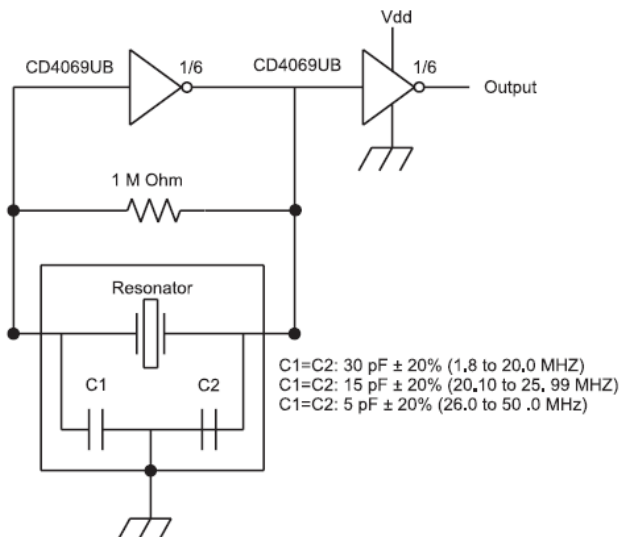 Vdd
CD4069UB 1/6 CD4069UB 1/6
Output
1 M Ohm
Resonator
C1=C2: 30 pF ± 20% (1.8 to 20.0 MHZ)
C1 C2 C1=C2: 15 pF ± 20% (20.10 to 25. 99 MHZ)
C1=C2: 5 pF ± 20% (26.0 to 50 .0 MHz)